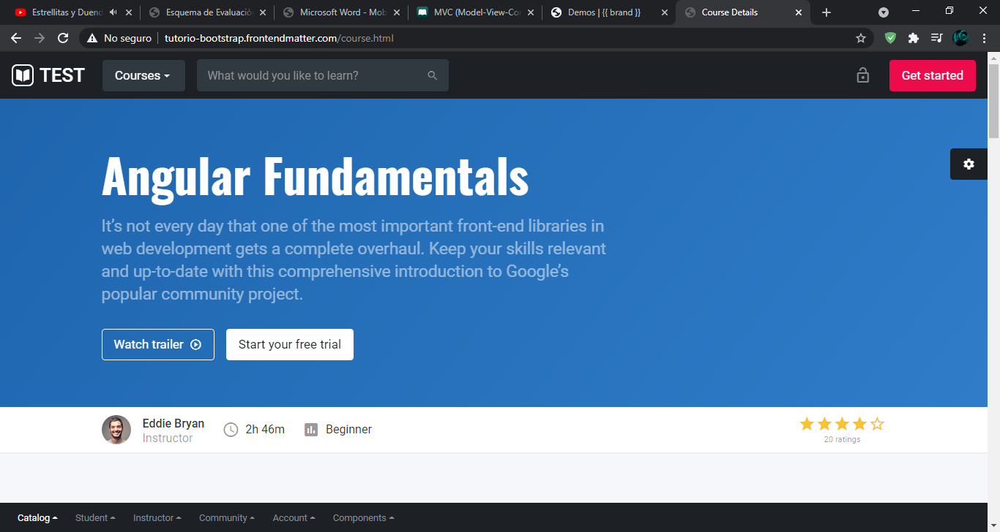 Estrellitas y Duend
Esquema de Evaluaciò
Microsoft Word - Mob
MVC (Model-View-Co
Demos | {{ brand }}
Course Details
No seguro
tutorio-bootstrap.frontendmatter.com/course.html
TEST
Courses
What would you like to learn?
Get started
Angular Fundamentals
It’s not every day that one of the most important front-end libraries in
web development gets a complete overhaul. Keep your skills relevant
and up-to-date with this comprehensive introduction to Google’s
popular community project.
Watch trailer
Start your free trial
Eddie Bryan
Instructor
2h 46m
Beginner
20 ratings
Catalog
Student
Instructor
Community
Account
Components